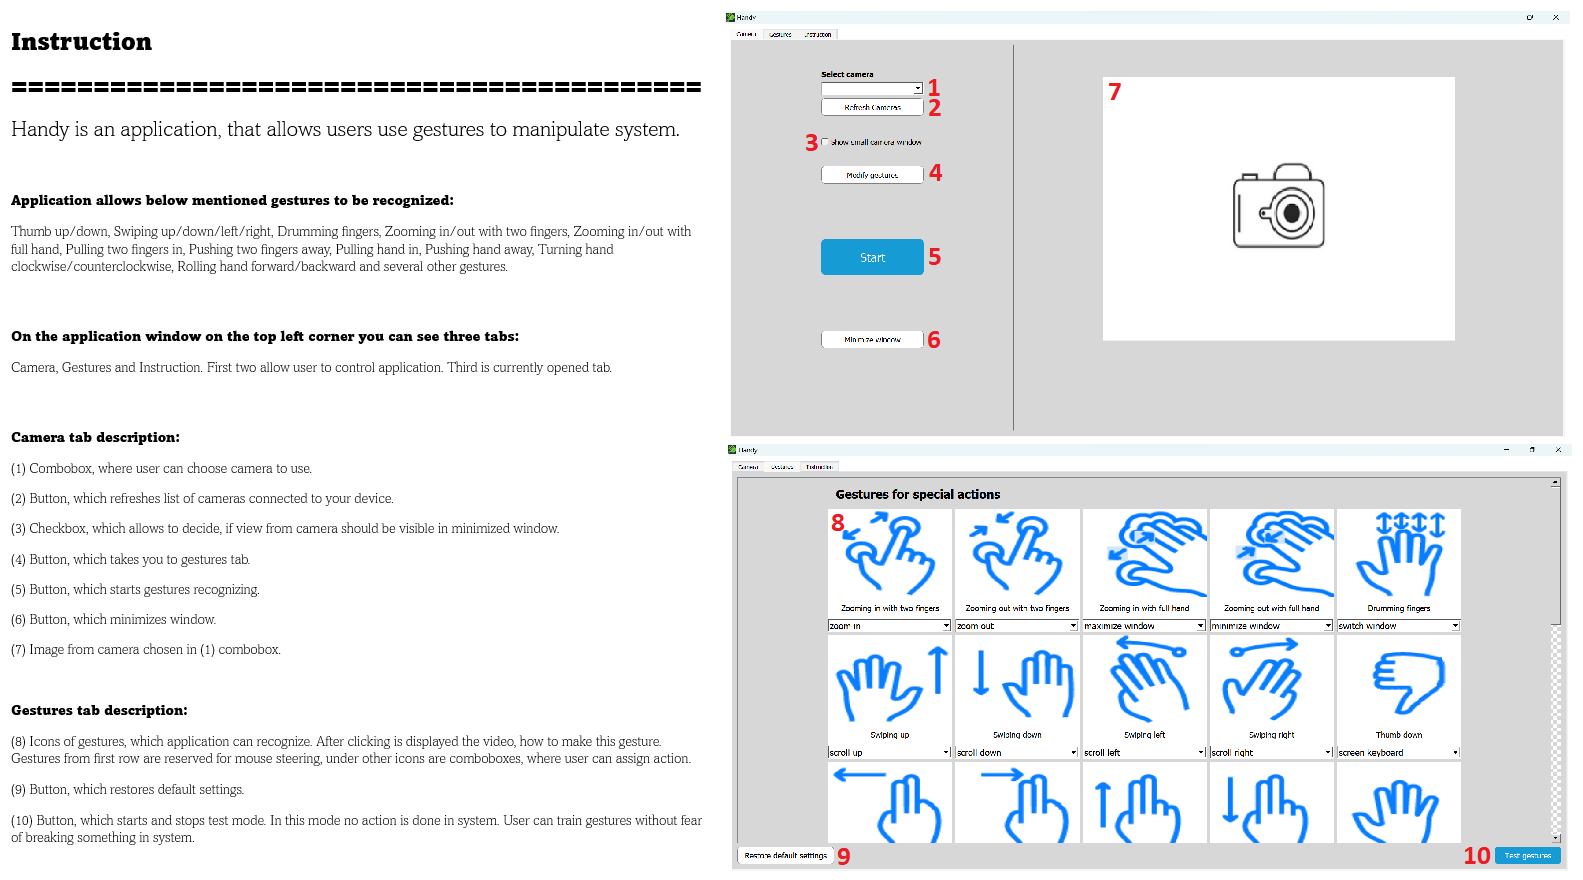 Instruction
==========================================
Handy is an application, that allows users use gestures to manipulate system.
Application allows below mentioned gestures to be recognized:
Thumb up/down, Swiping up/down/left/right, Drumming fingers, Zooming in/out with two fingers, Zooming in/out with
full hand, Pulling two fingers in, Pushing two fingers away, Pulling hand in, Pushing hand away, Turning hand
clockwise/counterclockwise, Rolling hand forward/backward and several other gestures.
On the application window on the top left corner you can see three tabs:
Camera, Gestures and Instruction. First two allow user to control application. Third is currently opened tab.
Camera tab description:
(1) Combobox, where user can choose camera to use.
(2) Button, which refreshes list of cameras connected to your device.
(3) Checkbox, which allows to decide, if view from camera should be visible in minimized window.
(4) Button, which takes you to gestures tab.
(5) Button, which starts gestures recognizing.
(6) Button, which minimizes window.
(7) Image from camera chosen in (1) combobox.
Gestures tab description:
(8) Icons of gestures, which application can recognize. After clicking is displayed the video, how to make this gesture.
Gestures from first row are reserved for mouse steering, under other icons are comboboxes, where user can assign action.
(9) Button, which restores default settings.
(10) Button, which starts and stops test mode. In this mode no action is done in system. User can train gestures without fear
of breaking something in system.
Handy
Camera Gestures Instruction
Select camera
1
Refresh Cameras 2
3 Show small camera window
Modify gestures 4
Start 5
Minimize window 6
7
Handy
Camera Gestures Instruction
Gestures for special actions
8
Zooming in with two fingers Zooming out with two fingers Zooming in with full hand Zooming out with full hand Drumming fingers
zoom in zoom out maximize window minimize window switch window
Swiping up Swiping down Swiping left Swiping right Thumb down
scroll up scroll down scroll left scroll right screen keyboard
Restore default settings 9 10 Test gestures